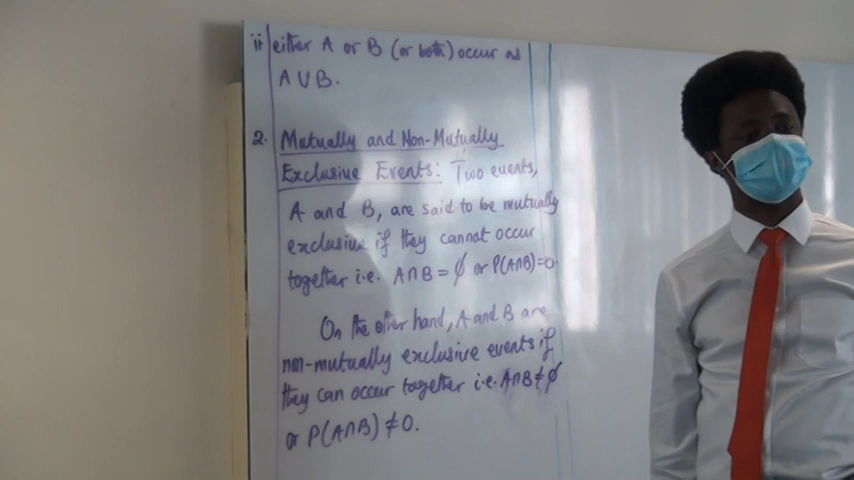 ii either A or B (or both) occur as
A∪B.
2. Mutually and Non-Mutually
Exclusive Events: Two events,
A and B, are said to be mutually
exclusive if they cannot occur
together i.e. A∩B = ∅ or P(A∩B)=0.
On the other hand, A and B are
non-mutually exclusive events if
they can occur together i.e. A∩B ≠ ∅
or P(A∩B) ≠ 0.